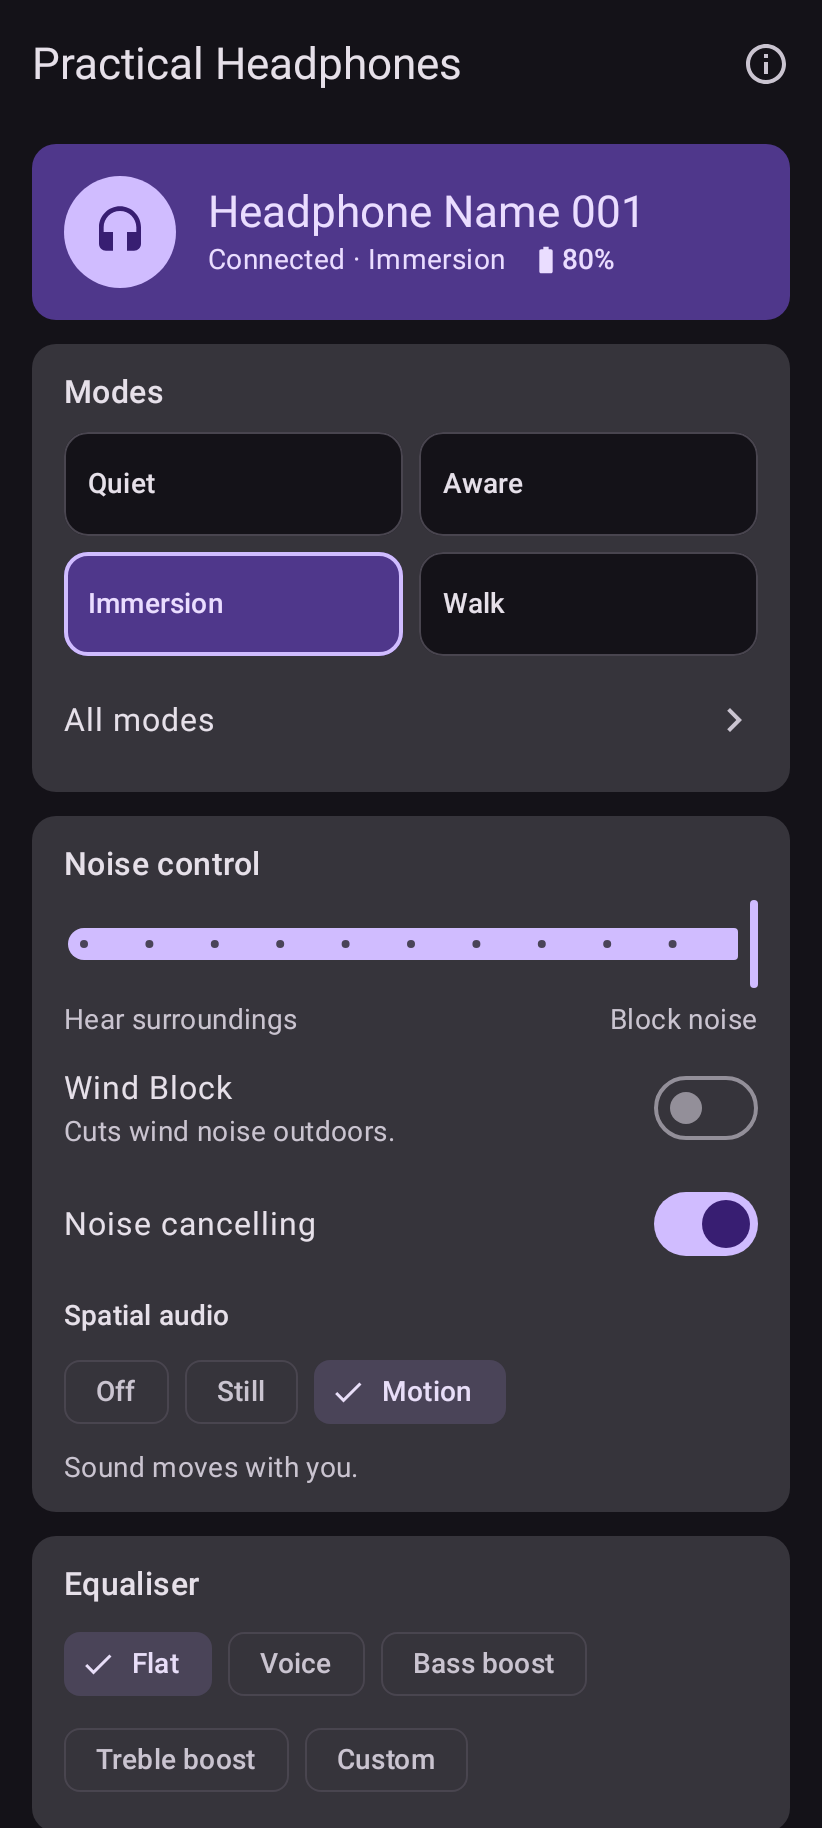 Practical Headphones
Headphone Name 001
Connected · Immersion 80%
Modes
Quiet
Aware
Immersion
Walk
All modes
Noise control
Hear surroundings
Block noise
Wind Block
Cuts wind noise outdoors.
Noise cancelling
Spatial audio
Off
Still
Motion
Sound moves with you.
Equaliser
Flat
Voice
Bass boost
Treble boost
Custom